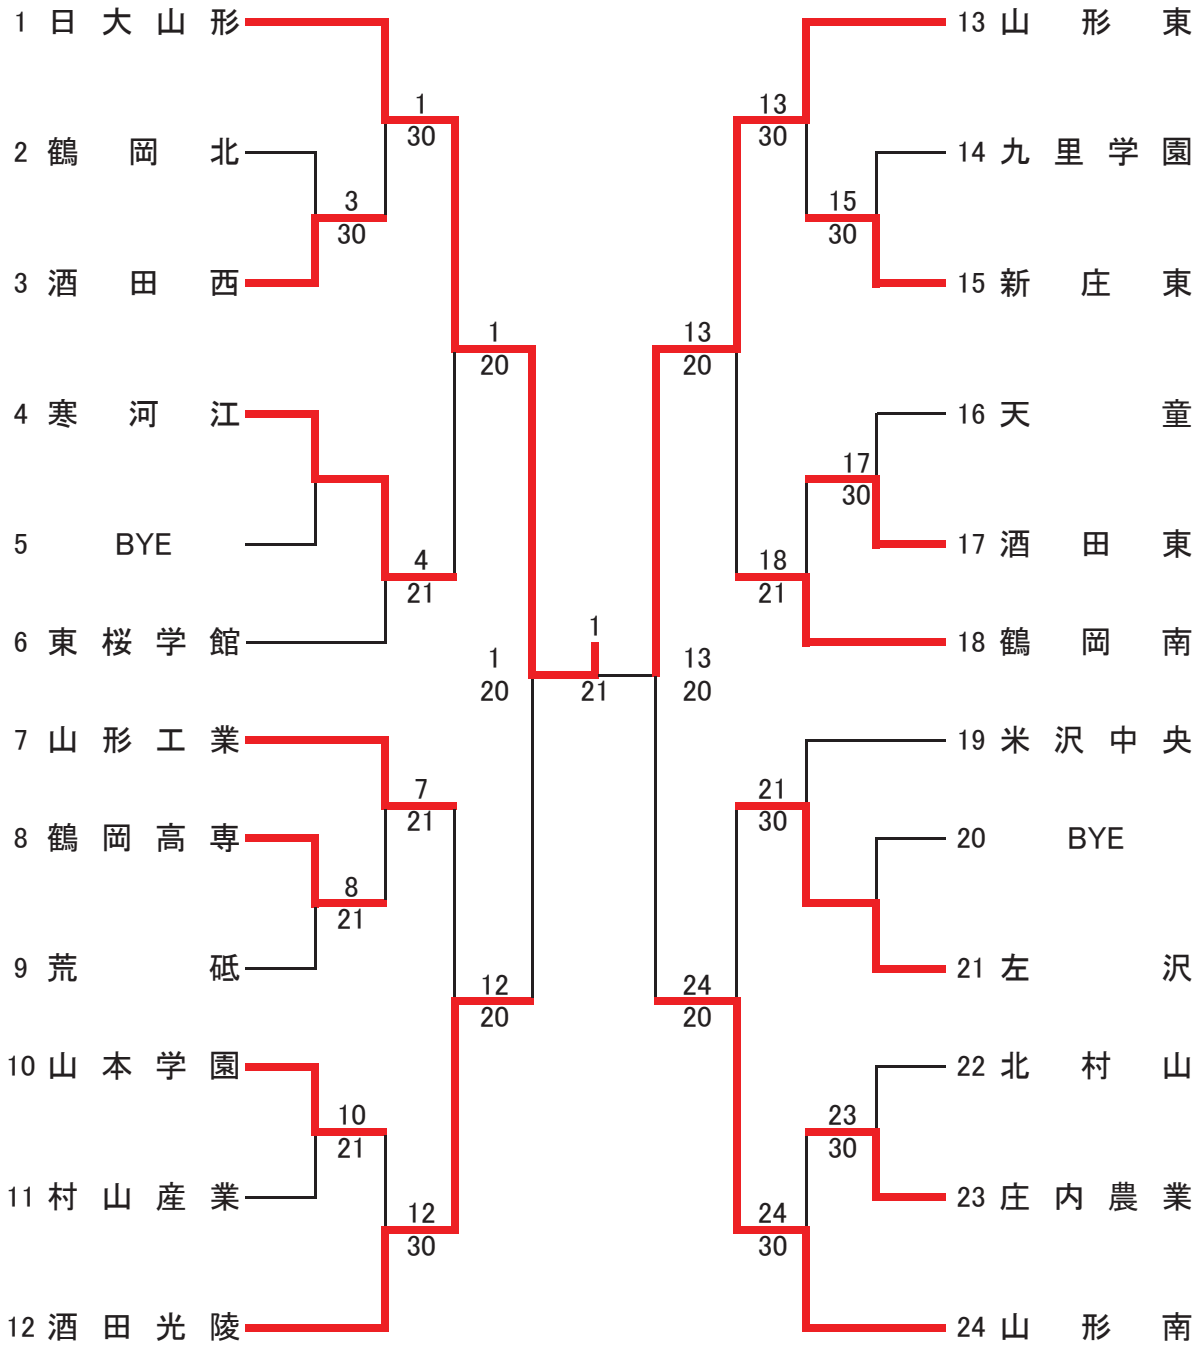 1 日大山形
13 山形東
1
30
13
30
2 鶴岡北
14 九里学園
3
30
15
30
3 酒田西
15 新庄東
1
20
13
20
4 寒河江
16 天童
17
30
5 BYE
17 酒田東
4
21
18
21
6 東桜学館
18 鶴岡南
1
20
1
21
13
20
7 山形工業
19 米沢中央
7
21
21
30
8 鶴岡高専
20 BYE
8
21
9 荒砥
21 左沢
12
20
24
20
10 山本学園
22 北村山
10
21
23
30
11 村山産業
23 庄内農業
12
30
24
30
12 酒田光陵
24 山形南